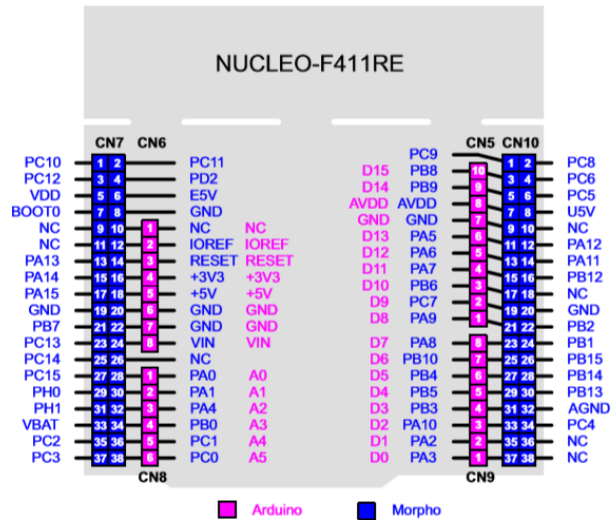 NUCLEO-F411RE
CN7 CN6 CN5 CN10
PC9
PC10 1 2 PC11 D15 PB8 10 1 2 PC8
PC12 3 4 PD2 D14 PB9 9 3 4 PC6
VDD 5 6 E5V AVDD AVDD 8 5 6 PC5
BOOT0 7 8 GND GND GND 7 7 8 U5V
NC 9 10 1 NC NC D13 PA5 6 9 10 NC
NC 11 12 2 IOREF IOREF D12 PA6 5 11 12 PA12
PA13 13 14 3 RESET RESET D11 PA7 4 13 14 PA11
PA14 15 16 4 +3V3 +3V3 D10 PB6 3 15 16 PB12
PA15 17 18 5 +5V +5V D9 PC7 2 17 18 NC
GND 19 20 6 GND GND D8 PA9 1 19 20 GND
PB7 21 22 7 GND GND 21 22 PB2
PC13 23 24 8 VIN VIN D7 PA8 8 23 24 PB1
PC14 25 26 NC D6 PB10 7 25 26 PB15
PC15 27 28 1 PA0 A0 D5 PB4 6 27 28 PB14
PH0 29 30 2 PA1 A1 D4 PB5 5 29 30 PB13
PH1 31 32 3 PA4 A2 D3 PB3 4 31 32 AGND
VBAT 33 34 4 PB0 A3 D2 PA10 3 33 34 PC4
PC2 35 36 5 PC1 A4 D1 PA2 2 35 36 NC
PC3 37 38 6 PC0 A5 D0 PA3 1 37 38 NC
CN8 CN9
Arduino Morpho